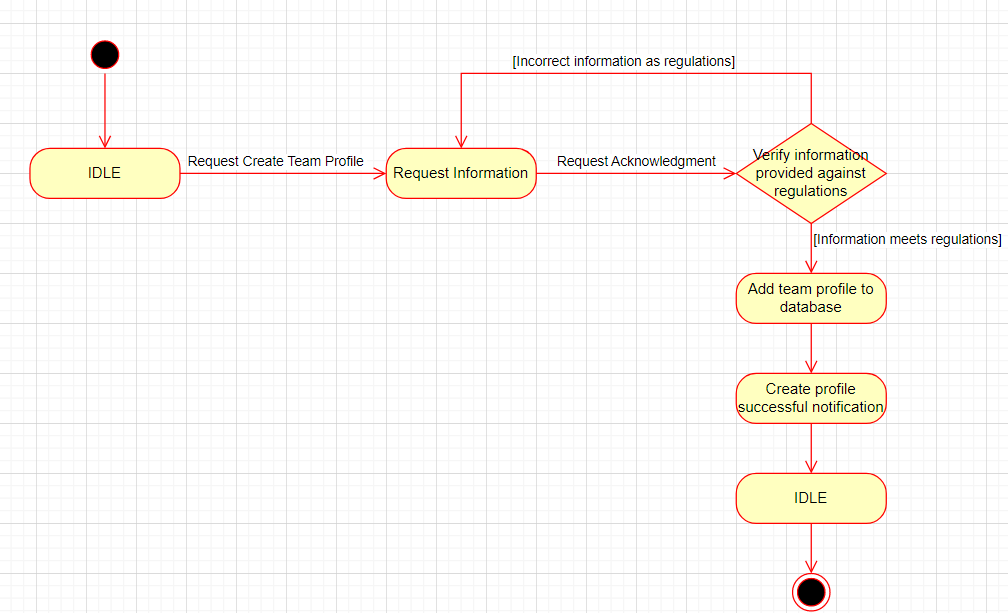 [Incorrect information as regulations]
IDLE
Request Create Team Profile
Request Information
Request Acknowledgment
Verify information
provided against
regulations
[Information meets regulations]
Add team profile to
database
Create profile
successful notification
IDLE